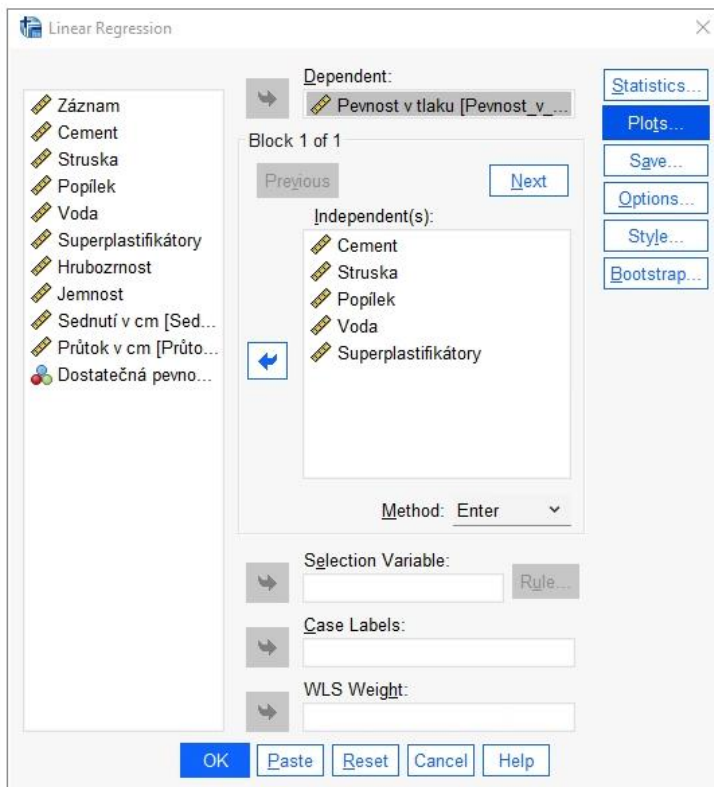 Linear Regression
Záznam
Cement
Struska
Popílek
Voda
Superplastifikátory
Hrubozrnost
Jemnost
Sednutí v cm [Sed...
Průtok v cm [Průto...
Dostatečná pevno...
Dependent:
Pevnost v tlaku [Pevnost_v_...
Block 1 of 1
Previous
Next
Independent(s):
Cement
Struska
Popílek
Voda
Superplastifikátory
Method: Enter
Selection Variable:
Rule...
Case Labels:
WLS Weight:
Statistics...
Plots...
Save...
Options...
Style...
Bootstrap...
OK Paste Reset Cancel Help